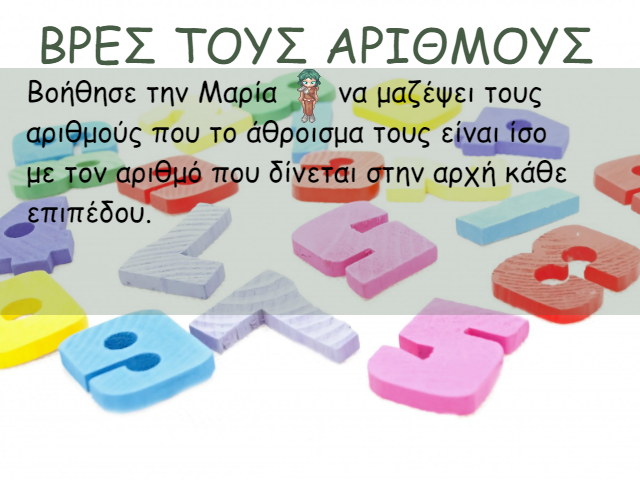 ΒΡΕΣ ΤΟΥΣ ΑΡΙΘΜΟΥΣ
Βοήθησε την Μαρία να μαζέψει τους
αριθμούς που το άθροισμα τους είναι ίσο
με τον αριθμό που δίνεται στην αρχή κάθε
επιπέδου.